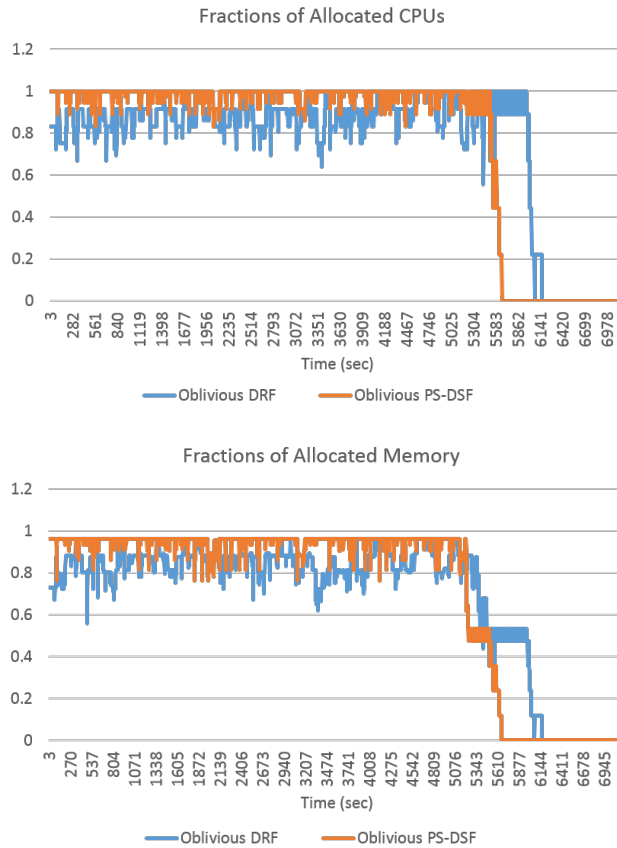 Fractions of Allocated CPUs
1.2
1
0.8
0.6
0.4
0.2
0
3 282 561 840 1119 1398 1677 1956 2235 2514 2793 3072 3351 3630 3909 4188 4467 4746 5025 5304 5583 5862 6141 6420 6699 6978
Time (sec)
Oblivious DRF Oblivious PS-DSF
Fractions of Allocated Memory
1.2
1
0.8
0.6
0.4
0.2
0
3 270 537 804 1071 1338 1605 1872 2139 2406 2673 2940 3207 3474 3741 4008 4275 4542 4809 5076 5343 5610 5877 6144 6411 6678 6945
Time (sec)
Oblivious DRF Oblivious PS-DSF